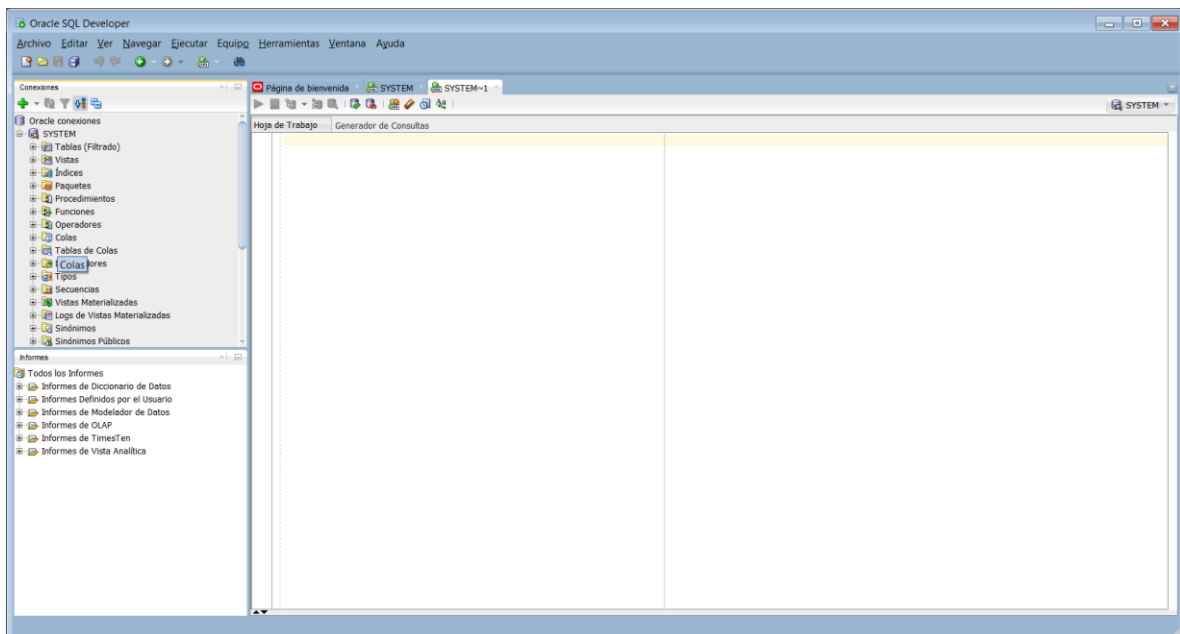 Oracle SQL Developer
Archivo Editar Ver Navegar Ejecutar Equipo Herramientas Ventana Ayuda
Conexiones
Oracle conexiones
SYSTEM
Tablas (Filtrado)
Vistas
Índices
Paquetes
Procedimientos
Funciones
Operadores
Colas
Tablas de Colas
Colas ores
Tipos
Secuencias
Vistas Materializadas
Logs de Vistas Materializadas
Sinónimos
Sinónimos Públicos
Informes
Todos los Informes
Informes de Diccionario de Datos
Informes Definidos por el Usuario
Informes de Modelador de Datos
Informes de OLAP
Informes de TimesTen
Informes de Vista Analítica
Página de bienvenida SYSTEM SYSTEM~1
SYSTEM
Hoja de Trabajo Generador de Consultas